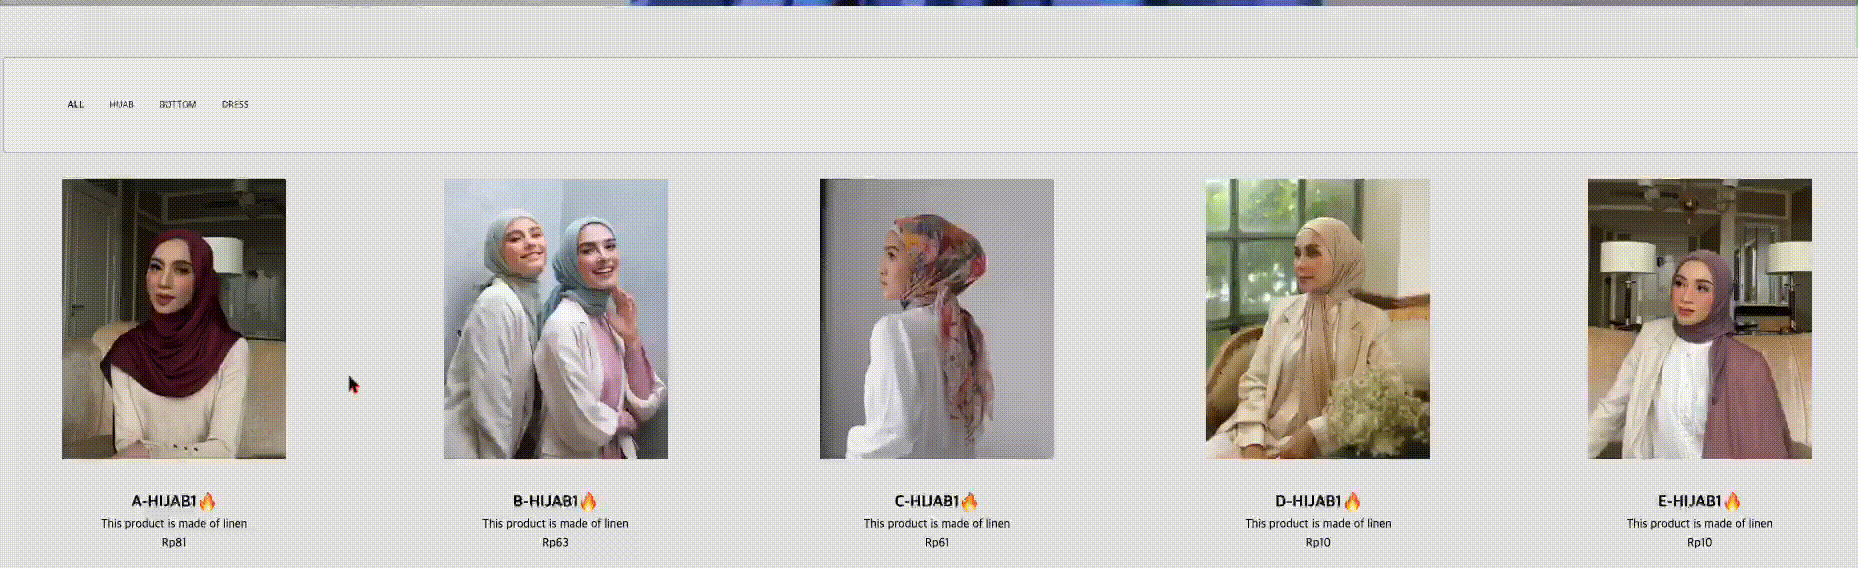 ALL HIJAB BOTTOM DRESS
A-HIJAB1🔥
This product is made of linen
Rp81
B-HIJAB1🔥
This product is made of linen
Rp63
C-HIJAB1🔥
This product is made of linen
Rp61
D-HIJAB1🔥
This product is made of linen
Rp10
E-HIJAB1🔥
This product is made of linen
Rp10